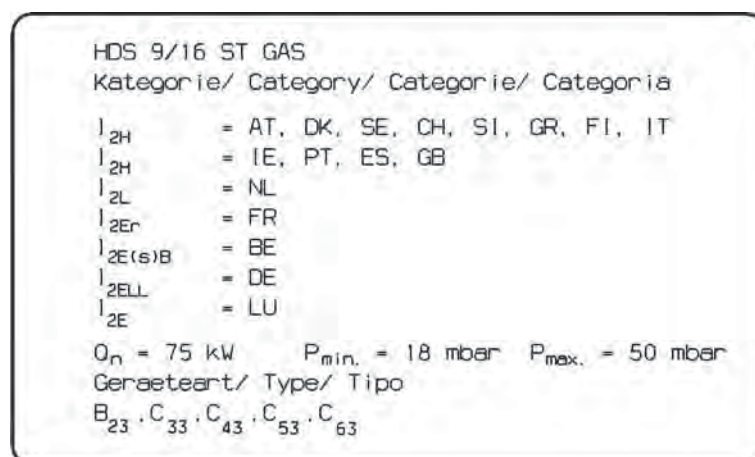 HDS 9/16 ST GAS
Kategorie/ Category/ Categorie/ Categoria
I2H = AT, DK, SE, CH, SI, GR, FI, IT
I2H = IE, PT, ES, GB
I2L = NL
I2Er = FR
I2E(s)B = BE
I2ELL = DE
I2E = LU
Qn = 75 kW Pmin. = 18 mbar Pmax. = 50 mbar
Geraeteart/ Type/ Tipo
B23,C33,C43,C53,C63